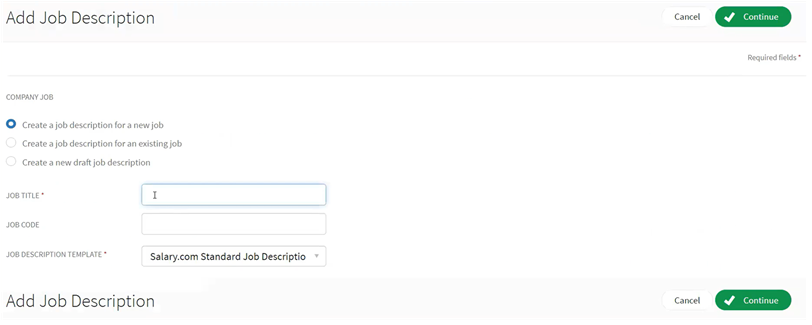 Add Job Description Cancel Continue
Required fields *
COMPANY JOB
Create a job description for a new job
Create a job description for an existing job
Create a new draft job description
JOB TITLE *
JOB CODE
JOB DESCRIPTION TEMPLATE * Salary.com Standard Job Descriptio
Add Job Description Cancel Continue